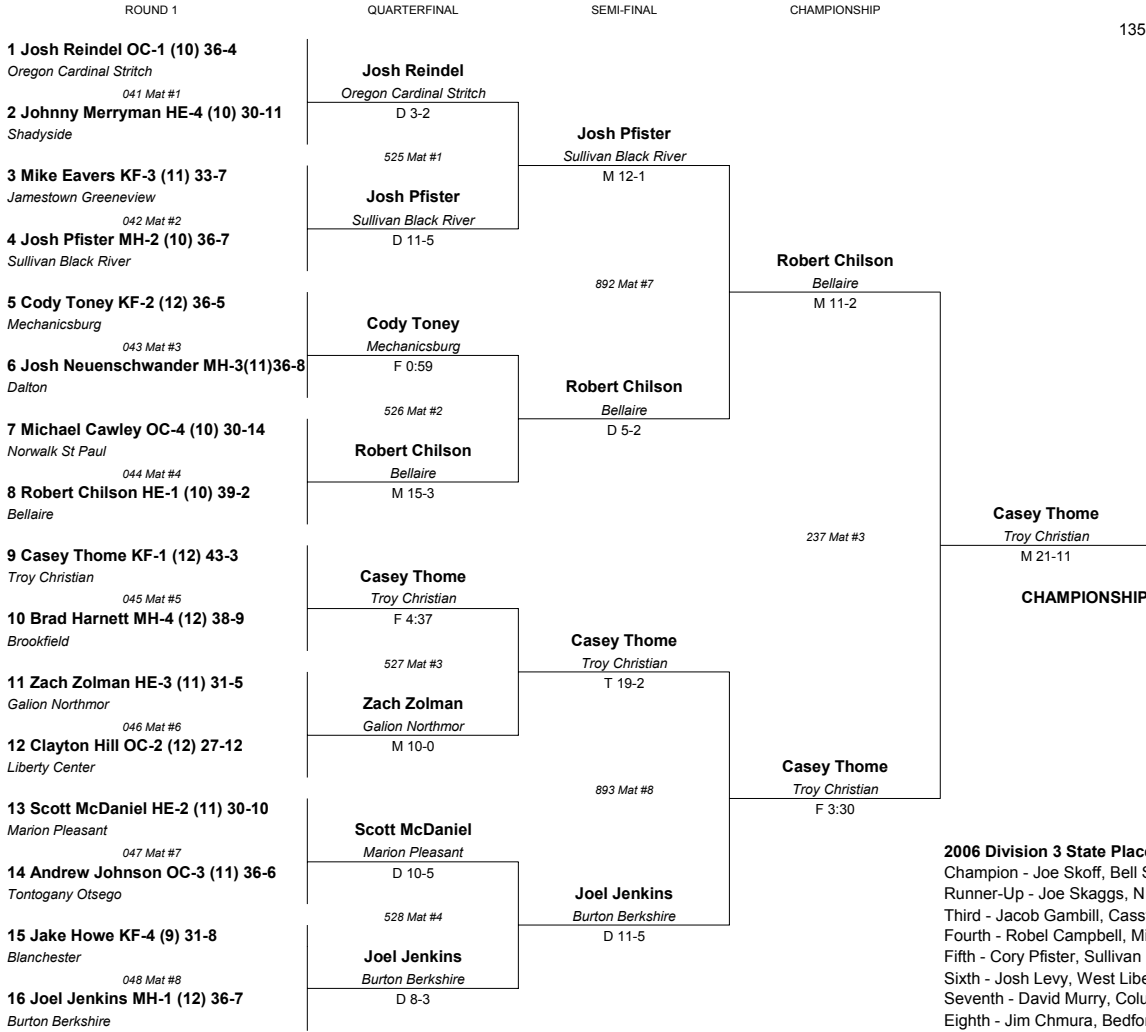 ROUND 1 QUARTERFINAL SEMI-FINAL CHAMPIONSHIP
135
1 Josh Reindel OC-1 (10) 36-4
Oregon Cardinal Stritch
041 Mat #1
2 Johnny Merryman HE-4 (10) 30-11
Shadyside
3 Mike Eavers KF-3 (11) 33-7
Jamestown Greeneview
042 Mat #2
4 Josh Pfister MH-2 (10) 36-7
Sullivan Black River
5 Cody Toney KF-2 (12) 36-5
Mechanicsburg
043 Mat #3
6 Josh Neuenschwander MH-3(11)36-8
Dalton
7 Michael Cawley OC-4 (10) 30-14
Norwalk St Paul
044 Mat #4
8 Robert Chilson HE-1 (10) 39-2
Bellaire
9 Casey Thome KF-1 (12) 43-3
Troy Christian
045 Mat #5
10 Brad Harnett MH-4 (12) 38-9
Brookfield
11 Zach Zolman HE-3 (11) 31-5
Galion Northmor
046 Mat #6
12 Clayton Hill OC-2 (12) 27-12
Liberty Center
13 Scott McDaniel HE-2 (11) 30-10
Marion Pleasant
047 Mat #7
14 Andrew Johnson OC-3 (11) 36-6
Tontogany Otsego
15 Jake Howe KF-4 (9) 31-8
Blanchester
048 Mat #8
16 Joel Jenkins MH-1 (12) 36-7
Burton Berkshire
Josh Reindel
Oregon Cardinal Stritch
D 3-2
525 Mat #1
Josh Pfister
Sullivan Black River
D 11-5
Cody Toney
Mechanicsburg
F 0:59
526 Mat #2
Robert Chilson
Bellaire
M 15-3
Casey Thome
Troy Christian
F 4:37
527 Mat #3
Zach Zolman
Galion Northmor
M 10-0
Scott McDaniel
Marion Pleasant
D 10-5
528 Mat #4
Joel Jenkins
Burton Berkshire
D 8-3
Josh Pfister
Sullivan Black River
M 12-1
892 Mat #7
Robert Chilson
Bellaire
D 5-2
Casey Thome
Troy Christian
T 19-2
893 Mat #8
Joel Jenkins
Burton Berkshire
D 11-5
Robert Chilson
Bellaire
M 11-2
237 Mat #3
Casey Thome
Troy Christian
F 3:30
Casey Thome
Troy Christian
M 21-11
CHAMPIONSHIP
2006 Division 3 State
Champion - Joe Skoff, Bell
Runner-Up - Joe Skaggs,
Third - Jacob Gambill,
Fourth - Robel Campbell,
Fifth - Cory Pfister, Sullivan
Sixth - Josh Levy, West
Seventh - David Murry,
Eighth - Jim Chmura,